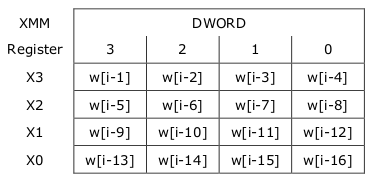 XMM DWORD
Register 3 2 1 0
X3 w[i-1] w[i-2] w[i-3] w[i-4]
X2 w[i-5] w[i-6] w[i-7] w[i-8]
X1 w[i-9] w[i-10] w[i-11] w[i-12]
X0 w[i-13] w[i-14] w[i-15] w[i-16]